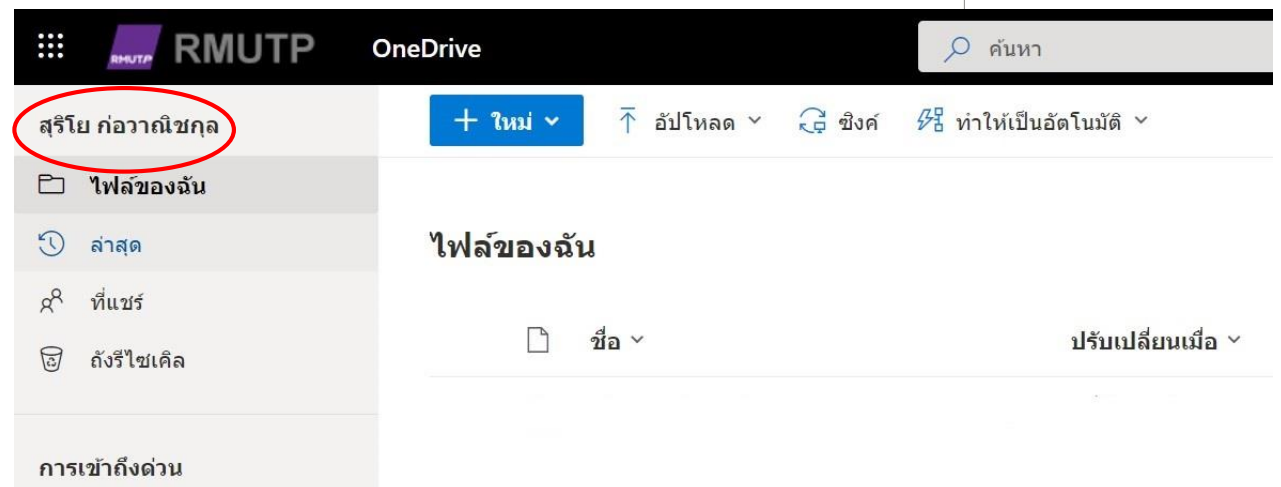 RMUTP RMUTP OneDrive ค้นหา
สุริโย ก่อวาณิชกุล
ใหม่ อัปโหลด ซิงค์ ทำให้เป็นอัตโนมัติ
ไฟล์ของฉัน
ล่าสุด
ไฟล์ของฉัน
ที่แชร์
ชื่อ ปรับเปลี่ยนเมื่อ
ถังรีไซเคิล
การเข้าถึงด่วน